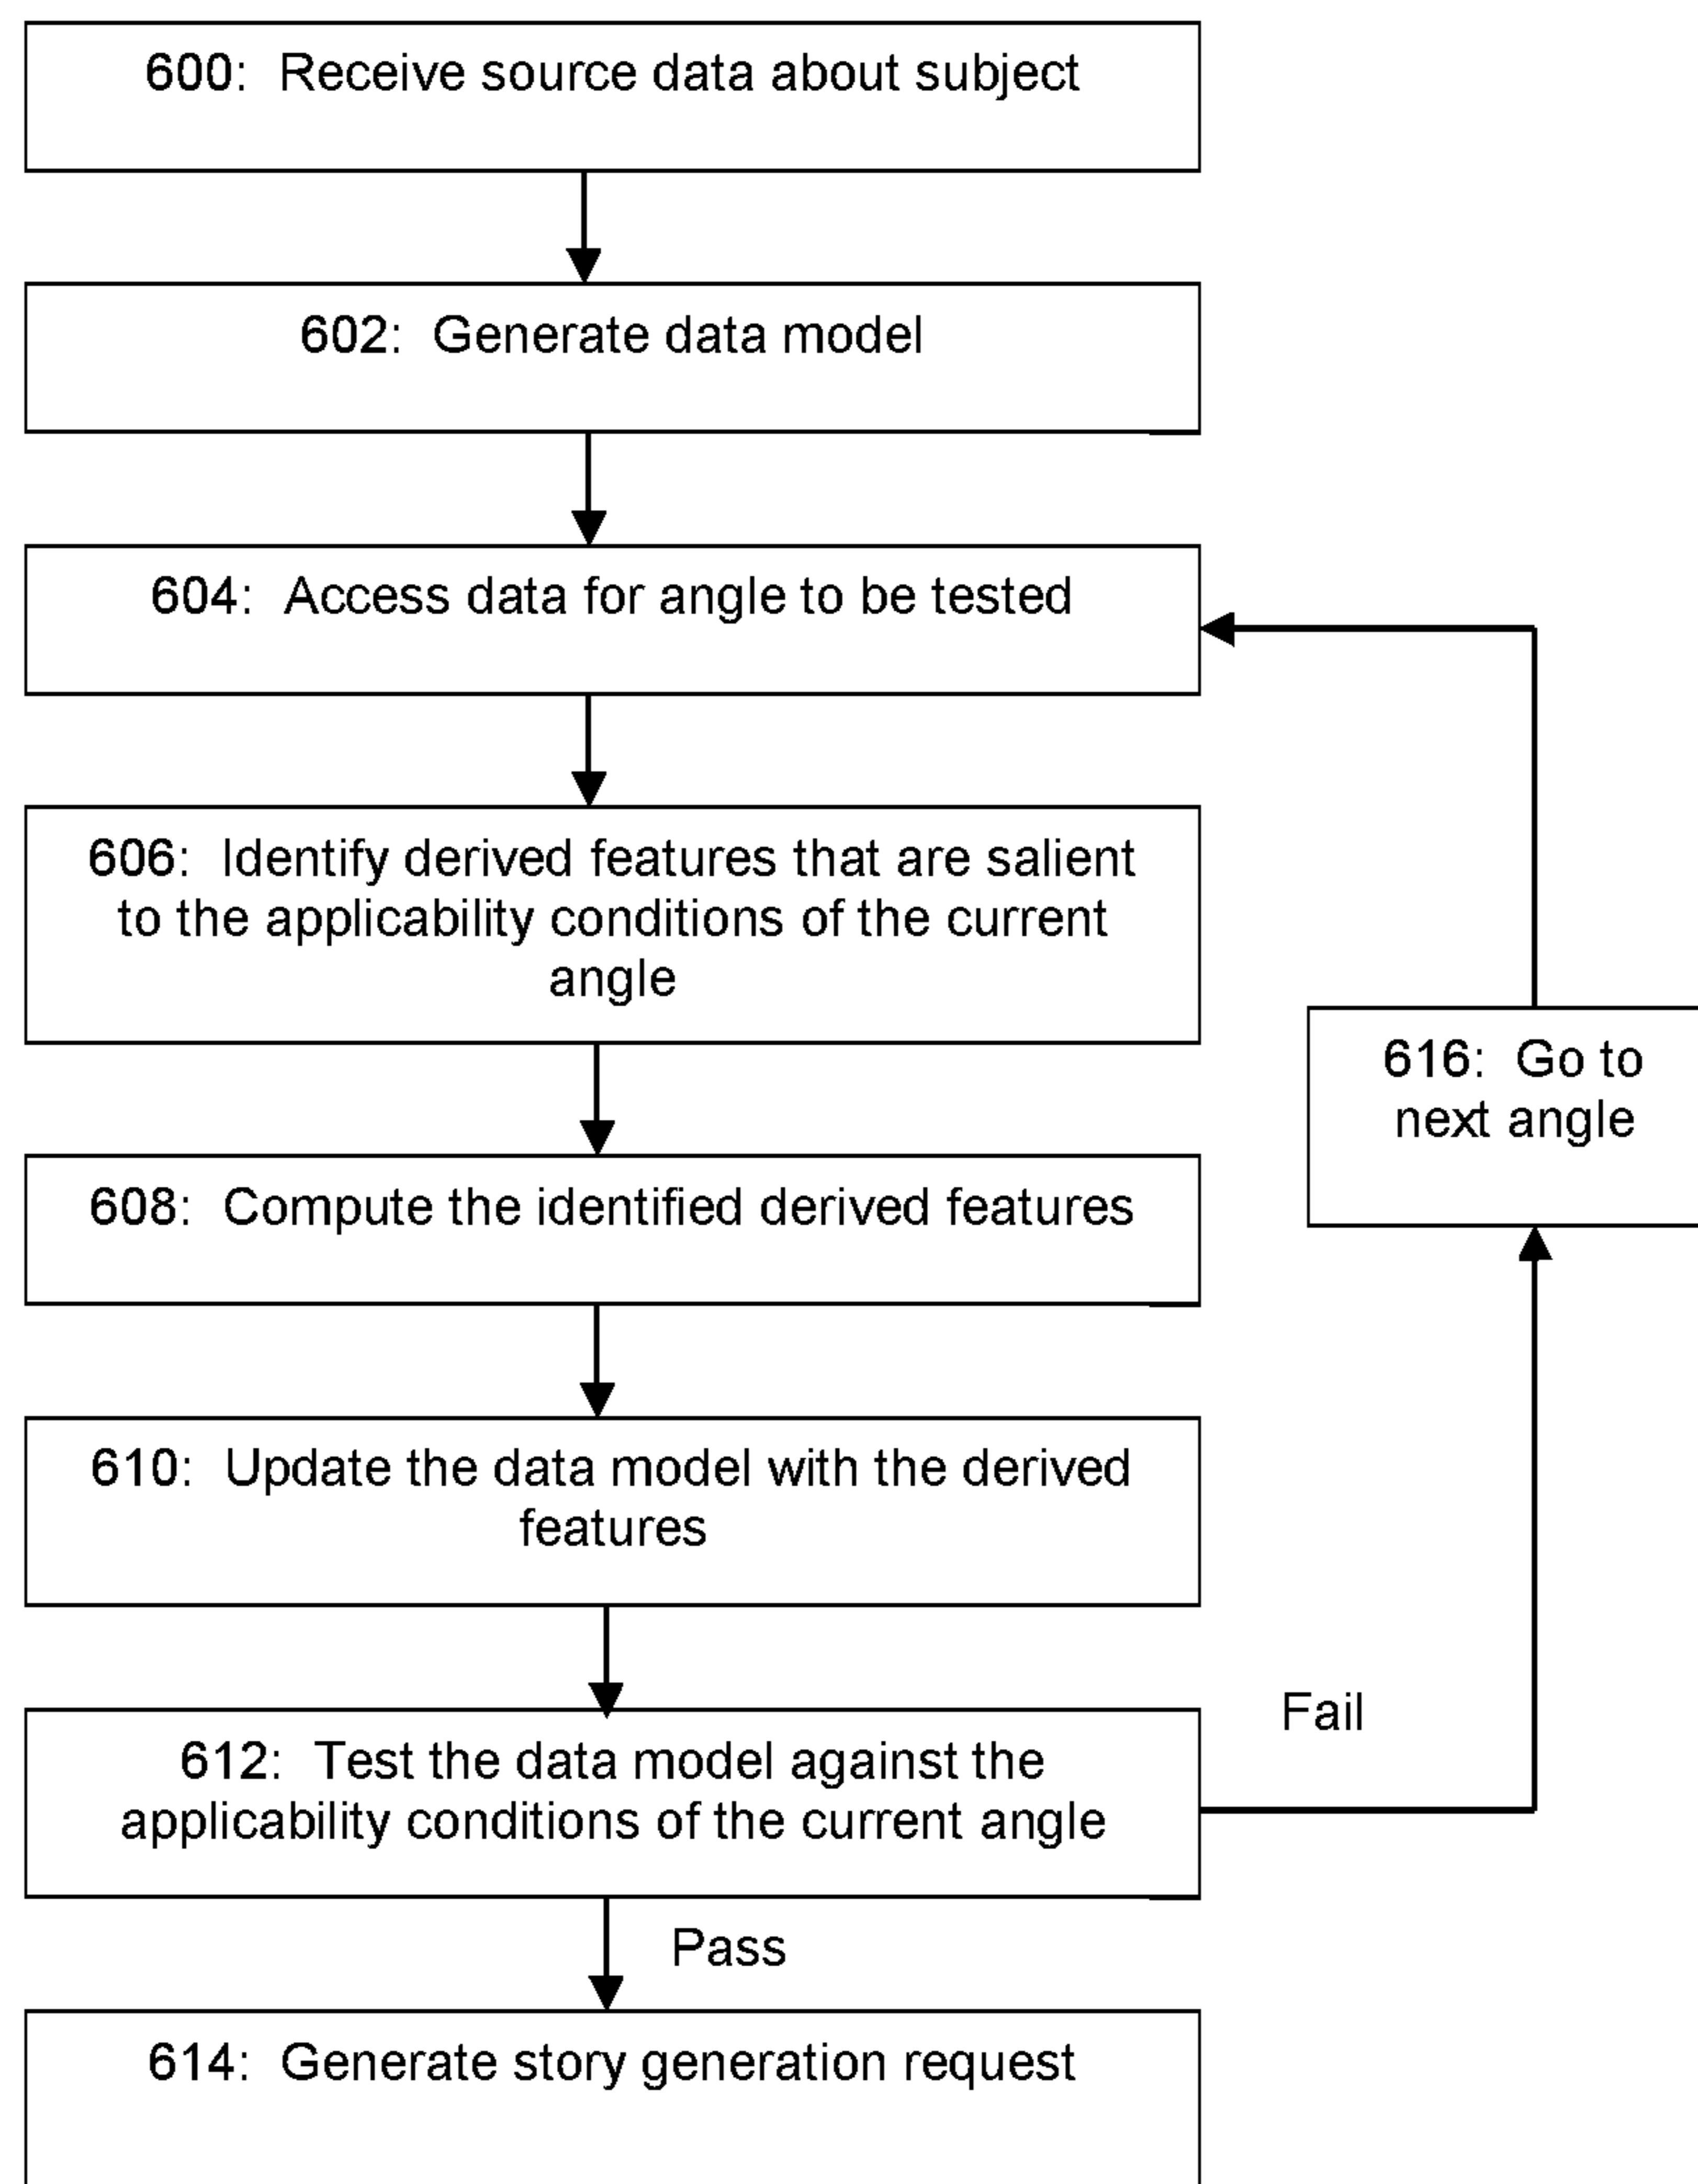 600: Receive source data about subject
602: Generate data model
604: Access data for angle to be tested
606: Identify derived features that are salient
to the applicability conditions of the current
angle
616: Go to
next angle
608: Compute the identified derived features
610: Update the data model with the derived
features
Fail
612: Test the data model against the
applicability conditions of the current angle
Pass
614: Generate story generation request